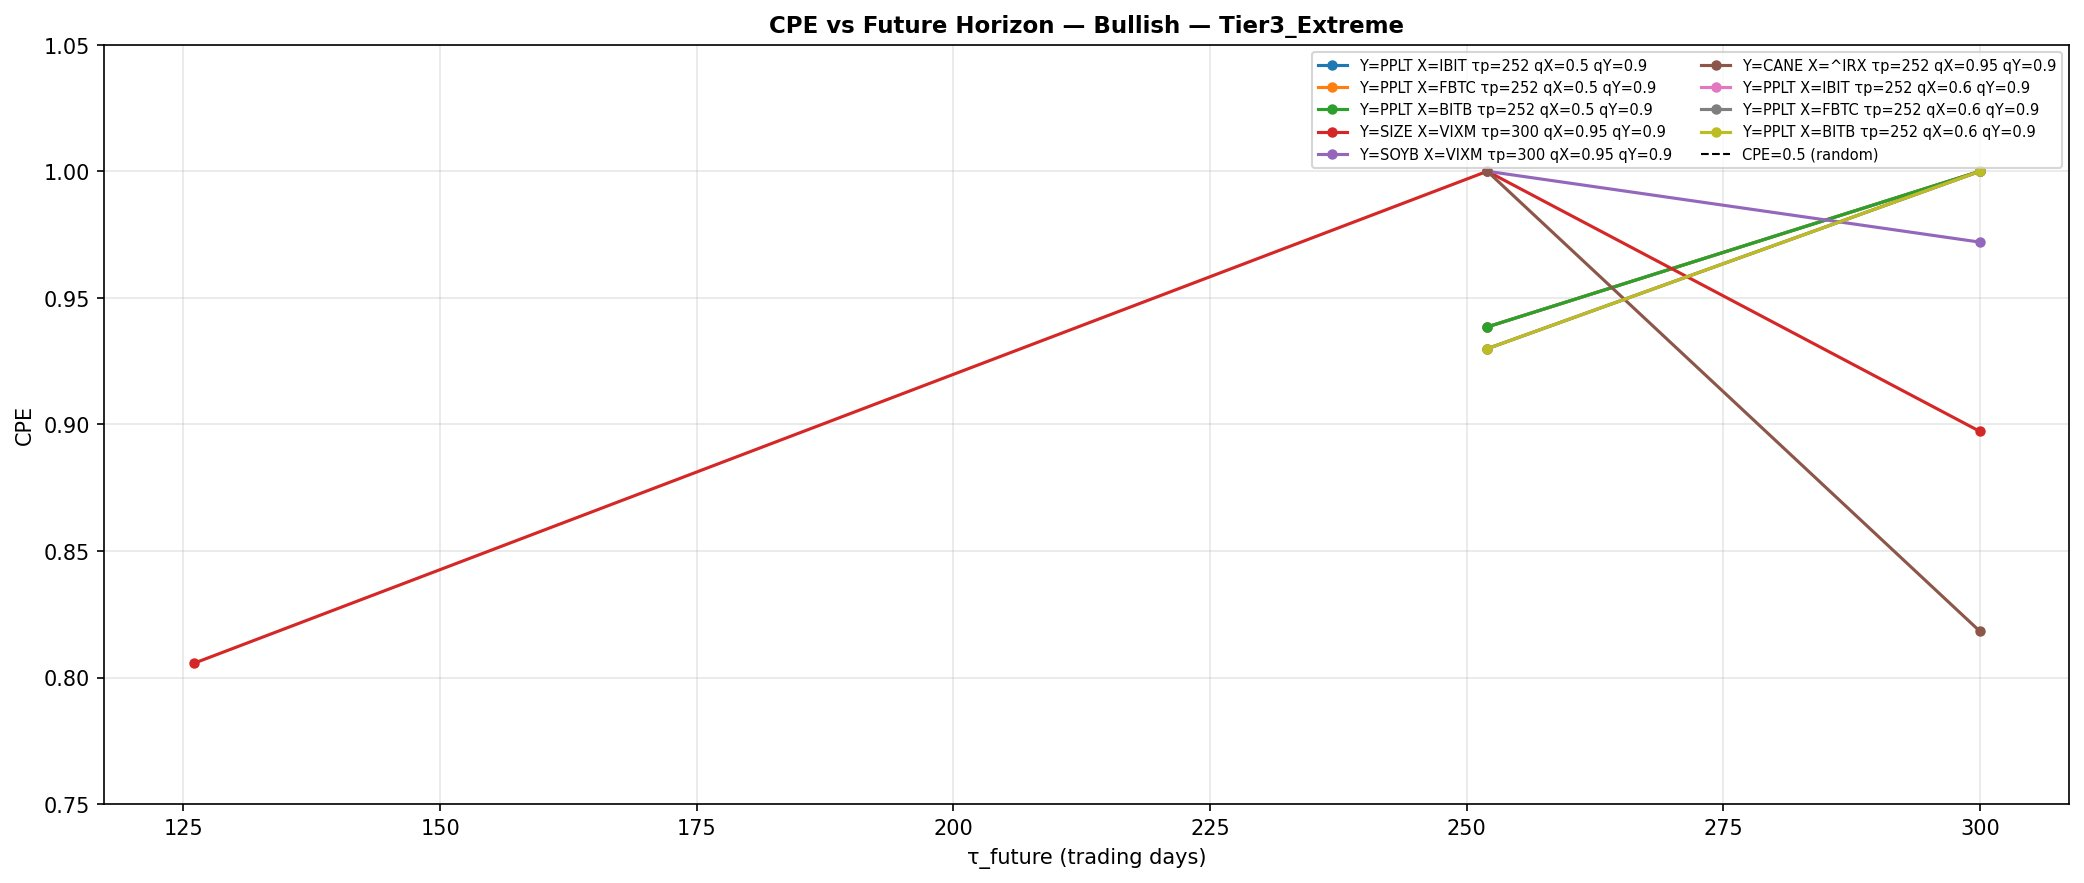 CPE vs Future Horizon — Bullish — Tier3_Extreme
Y=PPLT X=IBIT τp=252 qX=0.5 qY=0.9
Y=PPLT X=FBTC τp=252 qX=0.5 qY=0.9
Y=PPLT X=BITB τp=252 qX=0.5 qY=0.9
Y=SIZE X=VIXM τp=300 qX=0.95 qY=0.9
Y=SOYB X=VIXM τp=300 qX=0.95 qY=0.9
Y=CANE X=^IRX τp=252 qX=0.95 qY=0.9
Y=PPLT X=IBIT τp=252 qX=0.6 qY=0.9
Y=PPLT X=FBTC τp=252 qX=0.6 qY=0.9
Y=PPLT X=BITB τp=252 qX=0.6 qY=0.9
CPE=0.5 (random)
CPE
1.05
1.00
0.95
0.90
0.85
0.80
0.75
125 150 175 200 225 250 275 300
τ_future (trading days)